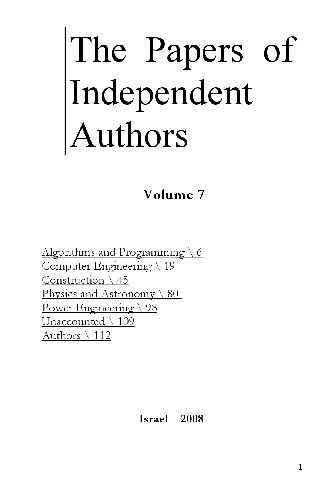 The Papers of
Independent
Authors
Volume 7
Algorithms and Programming \ 6
Computer Engineering \ 19
Construction \ 45
Physics and Astronomy \ 80
Power Engineering \ 98
Unaccounted \ 109
Authors \ 112
Israel 2008
1